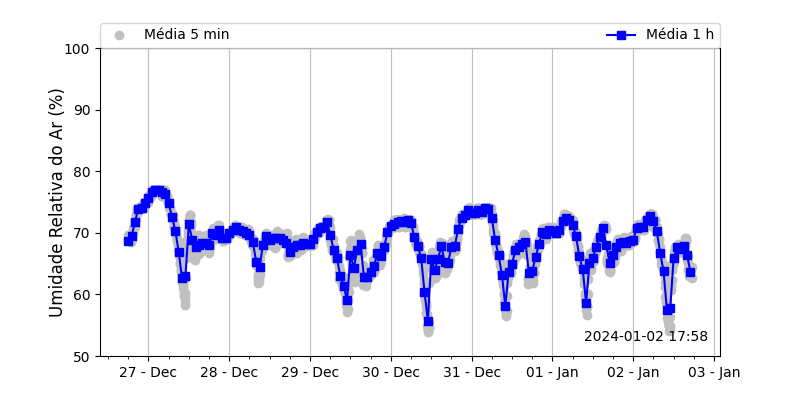 Média 5 min Média 1 h
100
90
80
70
60
50
Umidade Relativa do Ar (%)
2024-01-02 17:58
27 - Dec 28 - Dec 29 - Dec 30 - Dec 31 - Dec 01 - Jan 02 - Jan 03 - Jan